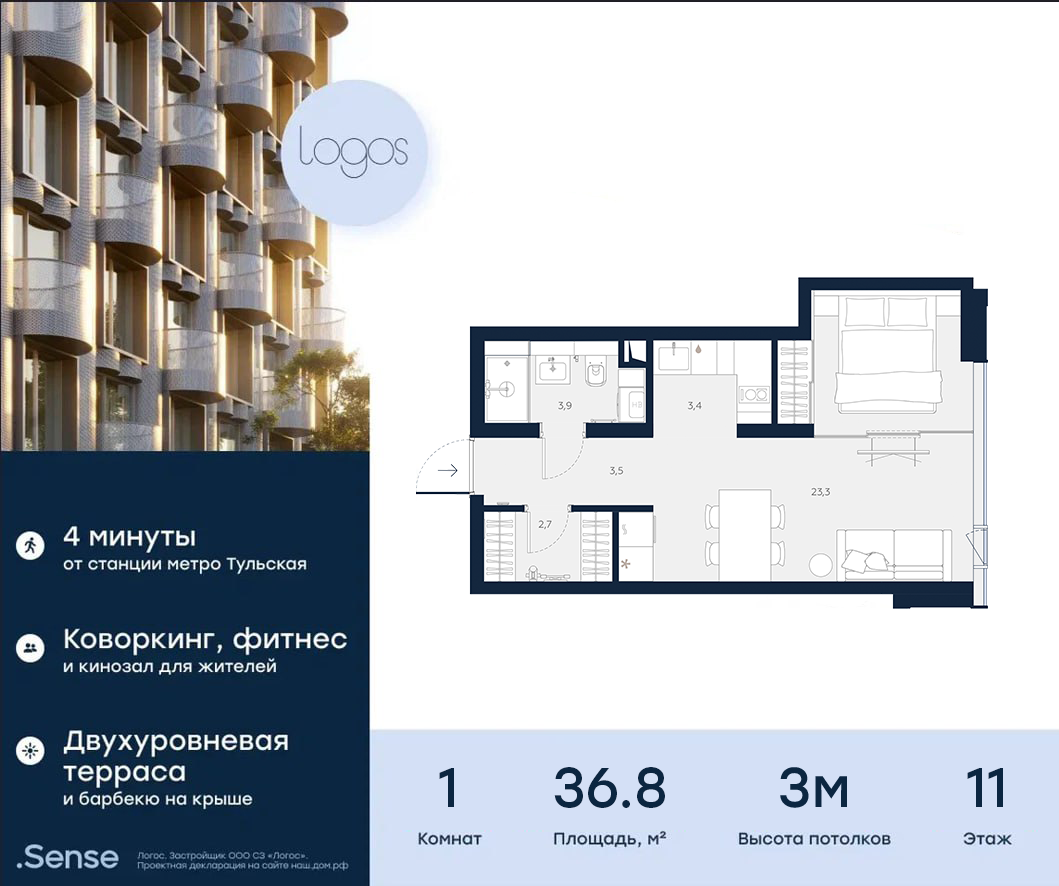 logos
3,9
3,4
3,5
23,3
2,7
4 минуты
от станции метро Тульская
Коворкинг, фитнес
и кинозал для жителей
Двухуровневая
терраса
и барбекю на крыше
.Sense
Логос. Застройщик ООО СЗ «Логос».
Проектная декларация на сайте наш.дом.рф
1
Комнат
36.8
Площадь, м²
3м
Высота потолков
11
Этаж